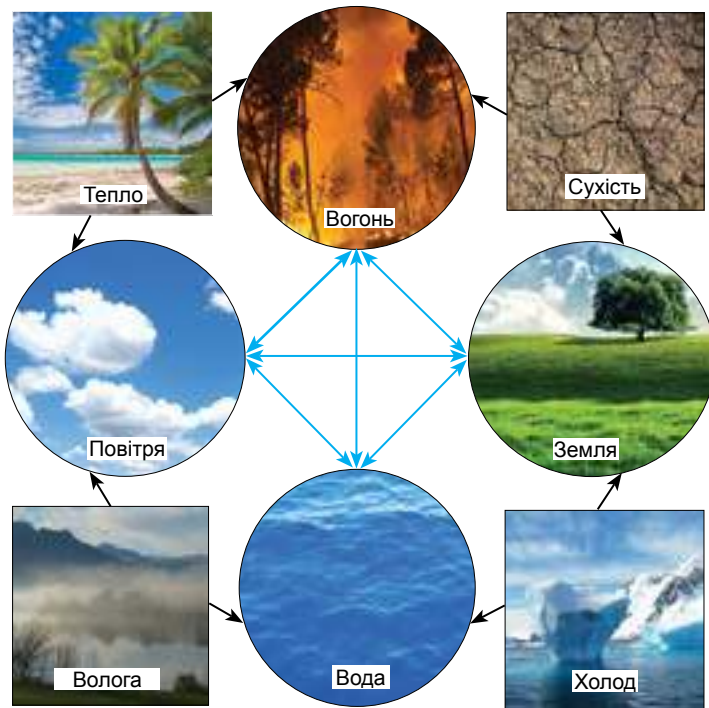 Тепло
Вогонь
Сухість
Повітря
Земля
Волога
Вода
Холод